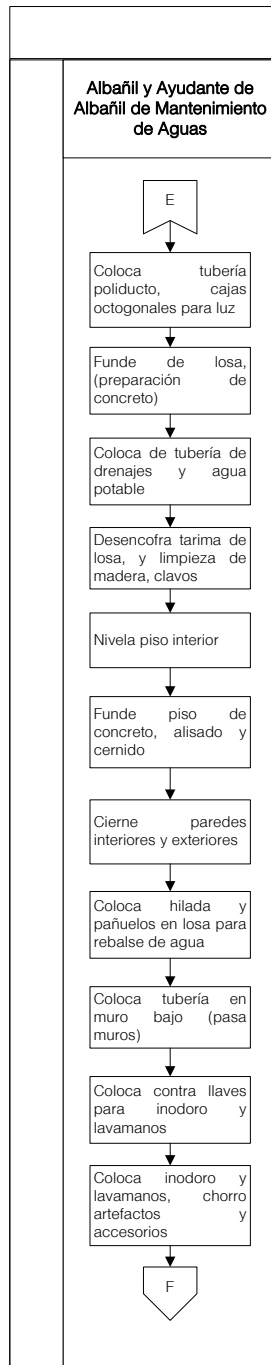 Albañil y Ayudante de
Albañil de Mantenimiento
de Aguas
E
Coloca tubería
poliducto, cajas
octogonales para luz
Funde de losa,
(preparación de
concreto)
Coloca de tubería de
drenajes y agua
potable
Desencofra tarima de
losa, y limpieza de
madera, clavos
Nivela piso interior
Funde piso de
concreto, alisado y
cernido
Cierne paredes
interiores y exteriores
Coloca hilada y
pañuelos en losa para
rebalse de agua
Coloca tubería en
muro bajo (pasa
muros)
Coloca contra llaves
para inodoro y
lavamanos
Coloca inodoro y
lavamanos, chorro
artefactos y
accesorios
F